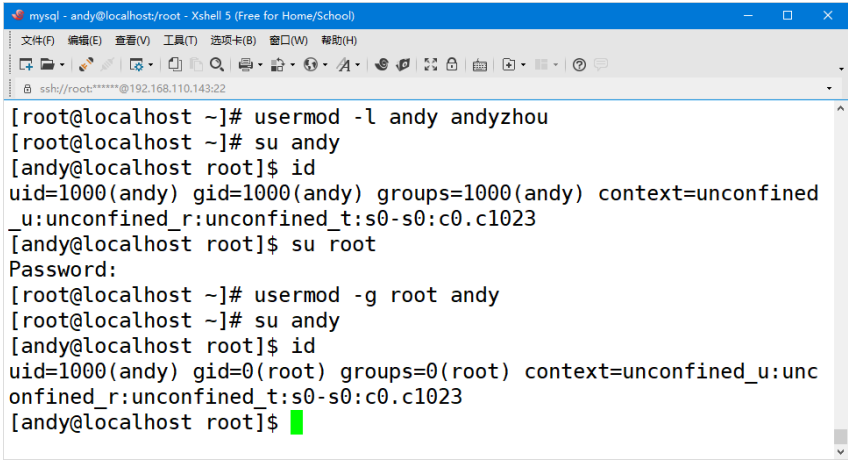 mysql - andy@localhost:/root - Xshell 5 (Free for Home/School)
文件(F) 编辑(E) 查看(V) 工具(T) 选项卡(B) 窗口(W) 帮助(H)
ssh://root:******@192.168.110.143:22
[root@localhost ~]# usermod -l andy andyzhou
[root@localhost ~]# su andy
[andy@localhost root]$ id
uid=1000(andy) gid=1000(andy) groups=1000(andy) context=unconfined
_u:unconfined_r:unconfined_t:s0-s0:c0.c1023
[andy@localhost root]$ su root
Password:
[root@localhost ~]# usermod -g root andy
[root@localhost ~]# su andy
[andy@localhost root]$ id
uid=1000(andy) gid=0(root) groups=0(root) context=unconfined_u:unc
onfined_r:unconfined_t:s0-s0:c0.c1023
[andy@localhost root]$